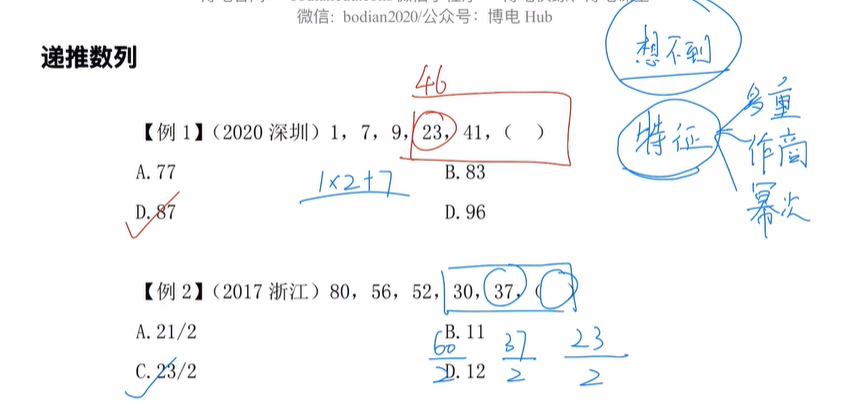 微信: bodian2020/公众号: 博电 Hub
递推数列
想不到
46
【例 1】（2020 深圳）1, 7, 9, 23, 41,（ ）
特征
多重
作商
幂次
A. 77
B. 83
1×2+7
D. 87
D. 96
【例 2】（2017 浙江）80, 56, 52, 30, 37,（ ）
A. 21/2
B. 11
60/2
37/2
23/2
C. 23/2
D. 12